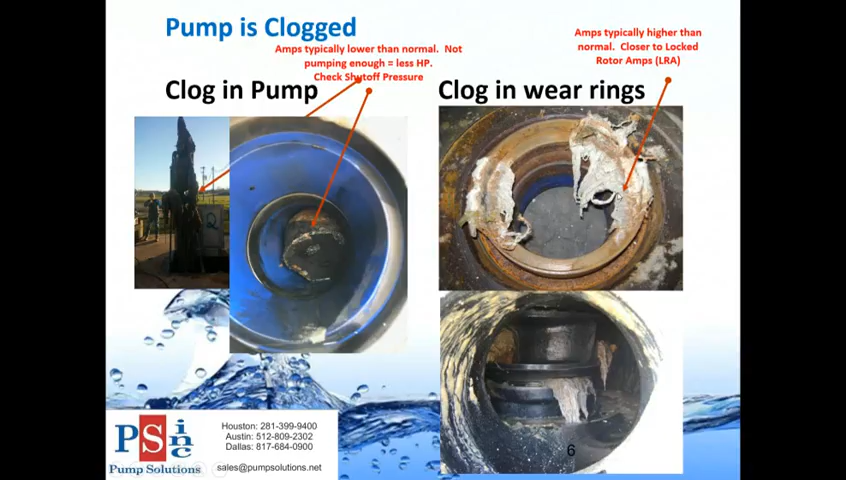 Pump is Clogged
Amps typically lower than normal. Not
pumping enough = less HP.
Check Shutoff Pressure
Amps typically higher than
normal. Closer to Locked
Rotor Amps (LRA)
Clog in Pump
Clog in wear rings
Q
PS inc
Pump Solutions
Houston: 281-399-9400
Austin: 512-809-2302
Dallas: 817-684-0900
sales@pumpsolutions.net
6